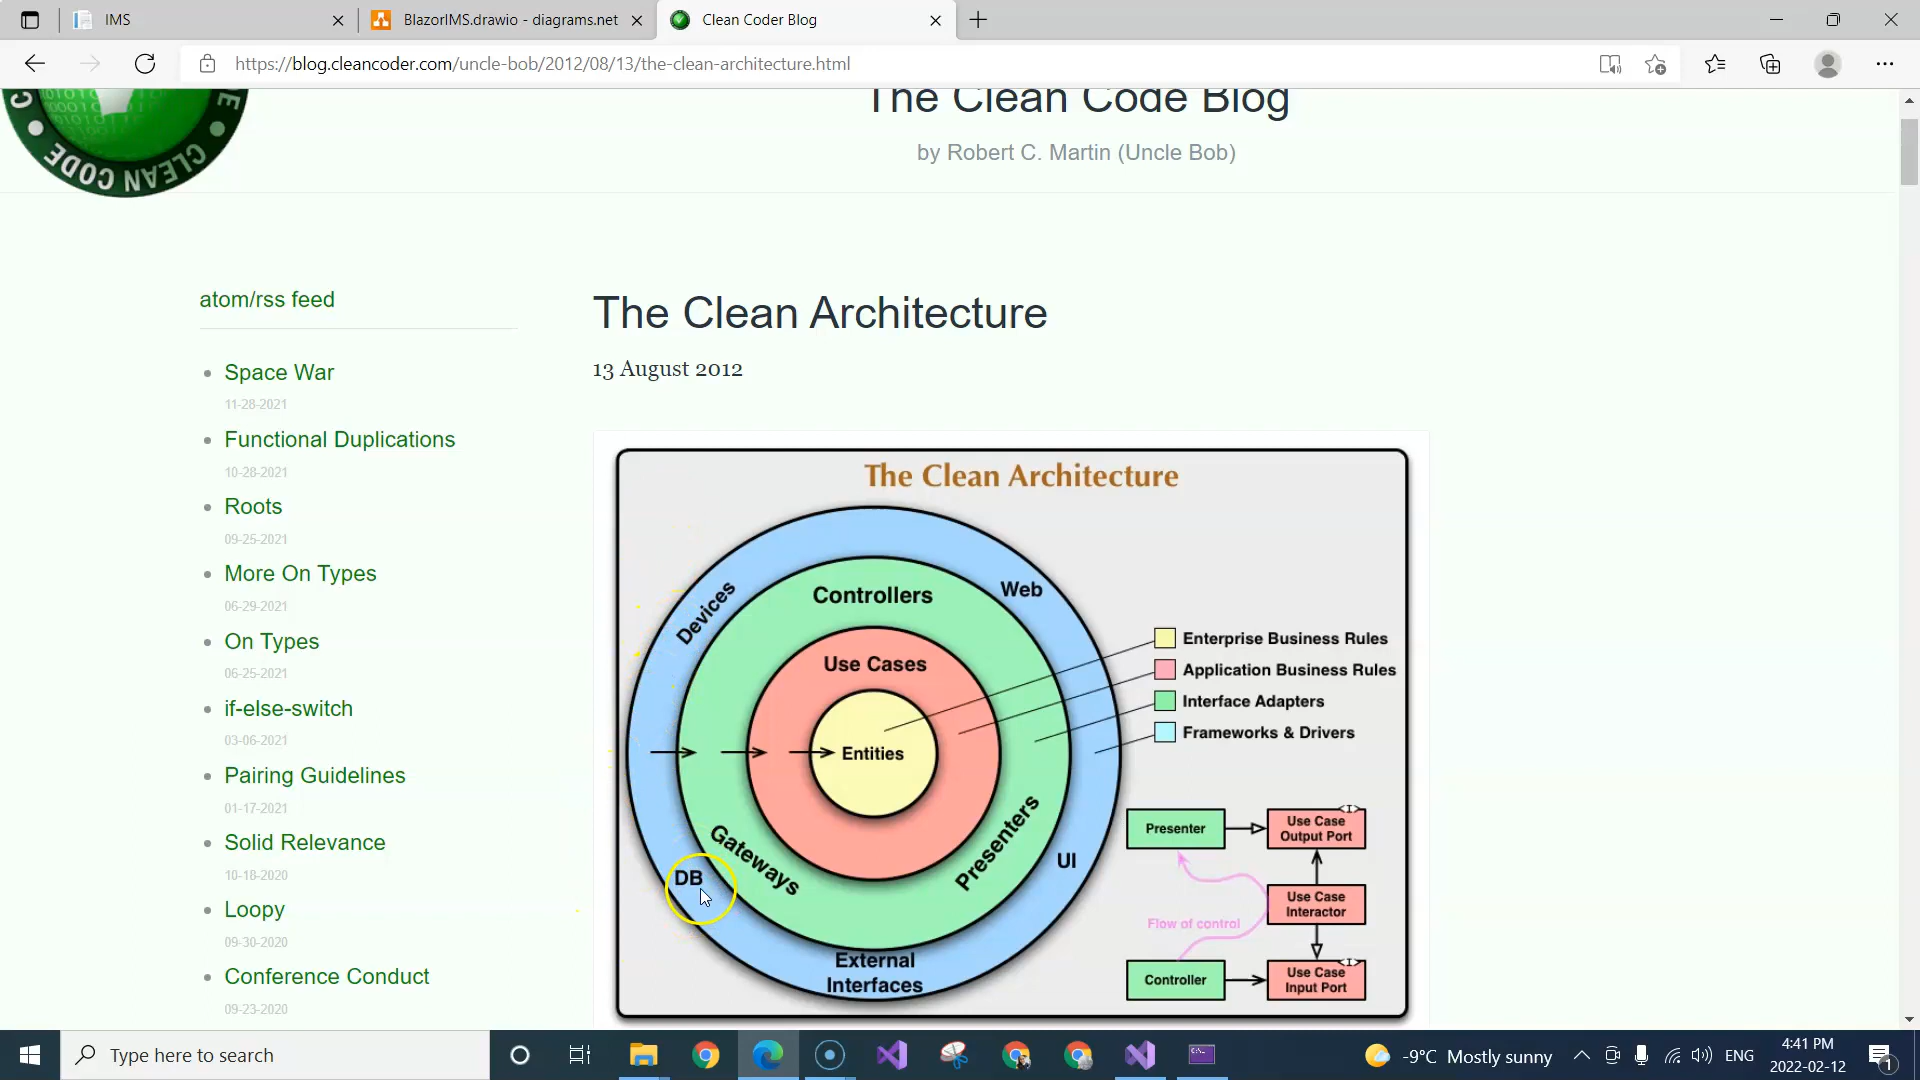 IMS
BlazorIMS.drawio - diagrams.net
Clean Coder Blog
https://blog.cleancoder.com/uncle-bob/2012/08/13/the-clean-architecture.html
CLEAN CODE
The Clean Code Blog
by Robert C. Martin (Uncle Bob)
atom/rss feed
Space War
11-28-2021
Functional Duplications
10-28-2021
Roots
09-25-2021
More On Types
06-29-2021
On Types
06-25-2021
if-else-switch
03-06-2021
Pairing Guidelines
01-17-2021
Solid Relevance
10-18-2020
Loopy
09-30-2020
Conference Conduct
09-23-2020
The Clean Architecture
13 August 2012
The Clean Architecture
Devices
Controllers
Web
Use Cases
Entities
Gateways
Presenters
DB
UI
External
Interfaces
Enterprise Business Rules
Application Business Rules
Interface Adapters
Frameworks & Drivers
Presenter
<I>
Use Case
Output Port
Use Case
Interactor
Flow of control
Controller
<I>
Use Case
Input Port
Type here to search
-9°C Mostly sunny
ENG
4:41 PM
2022-02-12
1